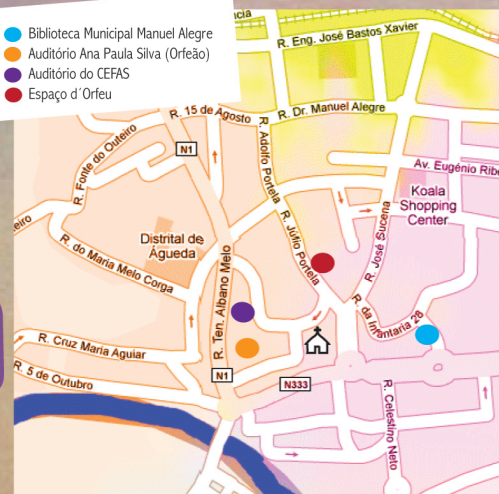 Biblioteca Municipal Manuel Alegre
Auditório Ana Paula Silva (Orfeão)
Auditório do CEFAS
Espaço d´Orfeu
R. Eng. José Bastos Xavier
R. 15 de Agosto
R. Dr. Manuel Alegre
R. Fonte do Outeiro
N1
R. Adolfo Portela
Av. Eugénio Ribe
Koala
Shopping
Center
R. José Sucena
R. Júfio Portela
Distrital de
Águeda
R. do Maria Melo Corga
R. Ten. Albano Melo
R. da Infantaria 28
R. Cruz Maria Aguiar
R. 5 de Outubro
N1
N333
R. Celestino Neto